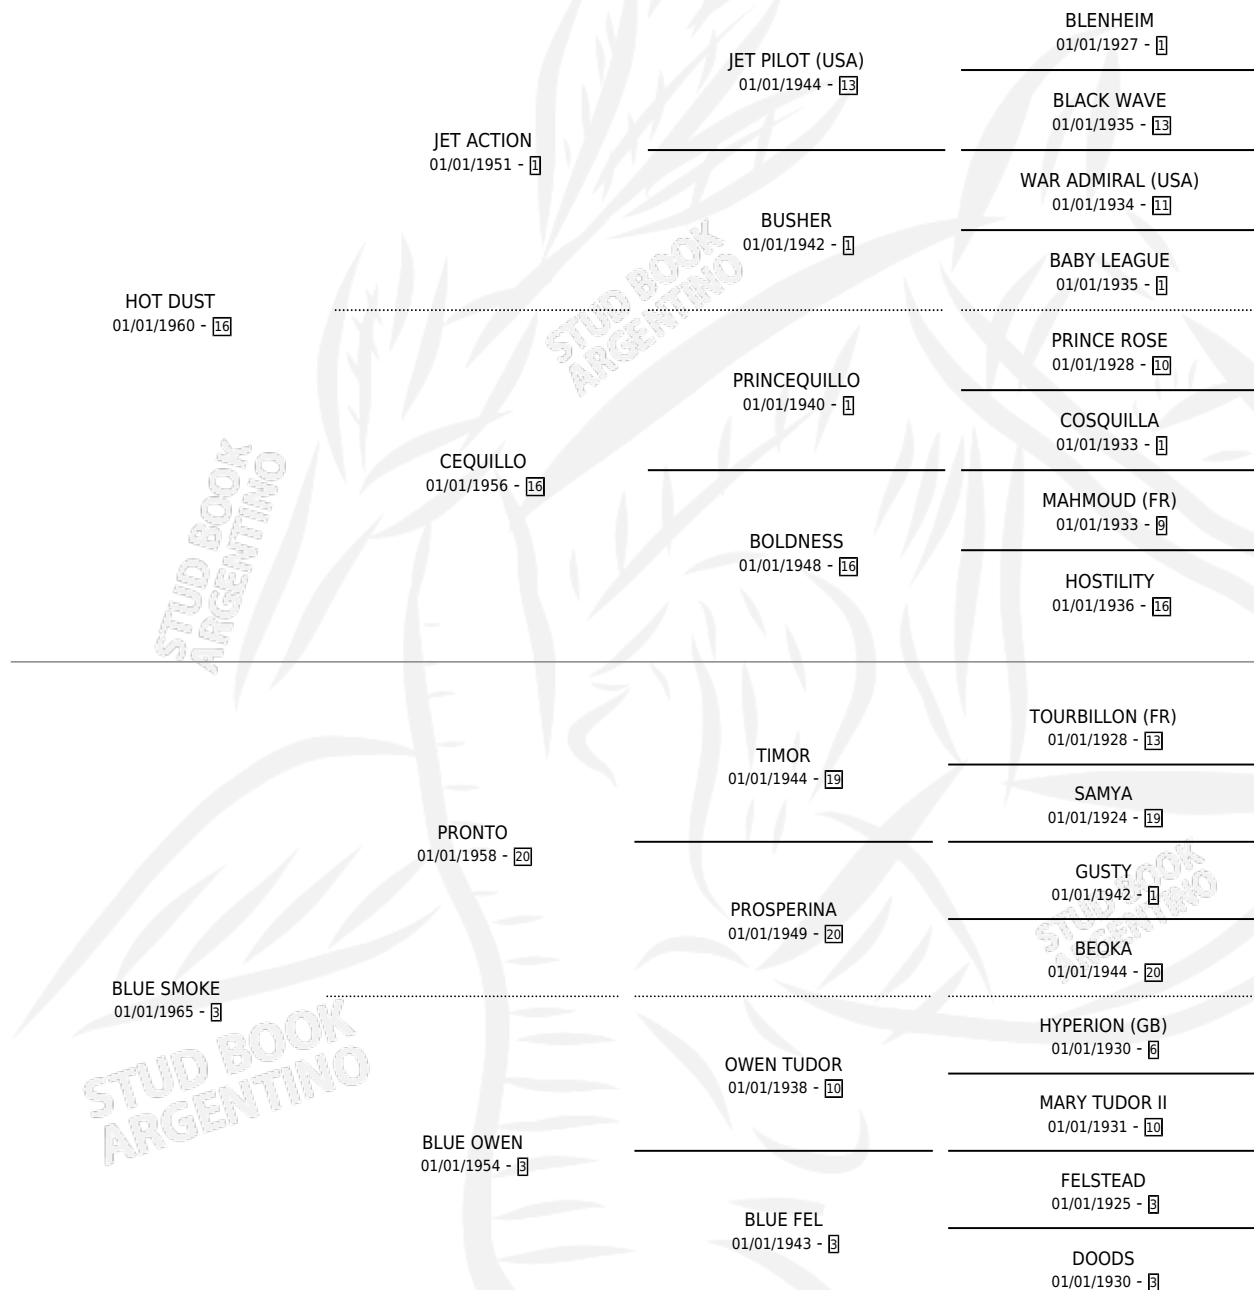 BLENHEIM
01/01/1927 - 1
JET PILOT (USA)
01/01/1944 - 13
BLACK WAVE
01/01/1935 - 13
JET ACTION
01/01/1951 - 1
WAR ADMIRAL (USA)
01/01/1934 - 11
BUSHER
01/01/1942 - 1
BABY LEAGUE
01/01/1935 - 1
HOT DUST
01/01/1960 - 16
PRINCE ROSE
01/01/1928 - 10
PRINCEQUILLO
01/01/1940 - 1
COSQUILLA
01/01/1933 - 1
CEQUILLO
01/01/1956 - 16
MAHMOUD (FR)
01/01/1933 - 9
BOLDNESS
01/01/1948 - 16
HOSTILITY
01/01/1936 - 16
TOURBILLON (FR)
01/01/1928 - 13
TIMOR
01/01/1944 - 19
SAMYA
01/01/1924 - 19
PRONTO
01/01/1958 - 20
GUSTY
01/01/1942 - 1
PROSPERINA
01/01/1949 - 20
BEOKA
01/01/1944 - 20
BLUE SMOKE
01/01/1965 - 3
HYPERION (GB)
01/01/1930 - 6
OWEN TUDOR
01/01/1938 - 10
MARY TUDOR II
01/01/1931 - 10
BLUE OWEN
01/01/1954 - 3
FELSTEAD
01/01/1925 - 3
BLUE FEL
01/01/1943 - 3
DOODS
01/01/1930 - 3
STUD BOOK
ARGENTINO
STUD BOOK
ARGENTINO
STUD BOOK
ARGENTINO
STUD BOOK
ARGENTINO